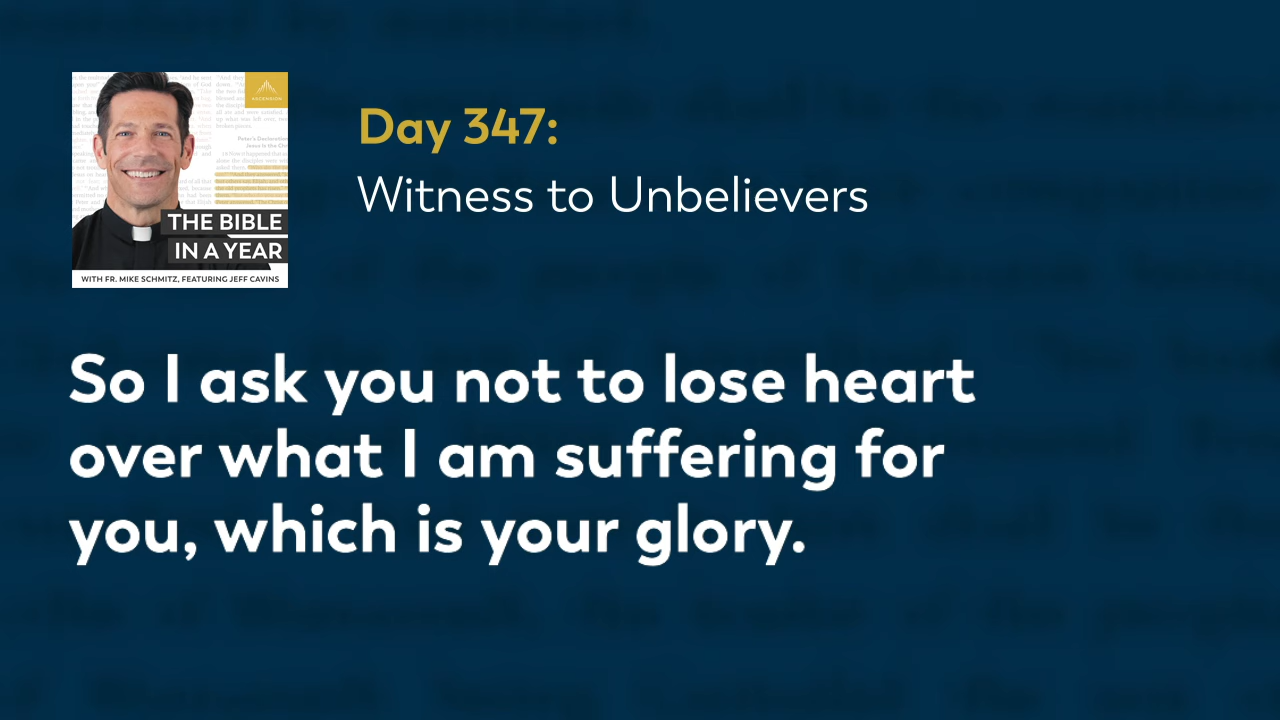 ASCENSION
THE BIBLE
IN A YEAR
WITH FR. MIKE SCHMITZ, FEATURING JEFF CAVINS
Day 347:
Witness to Unbelievers
So I ask you not to lose heart
over what I am suffering for
you, which is your glory.